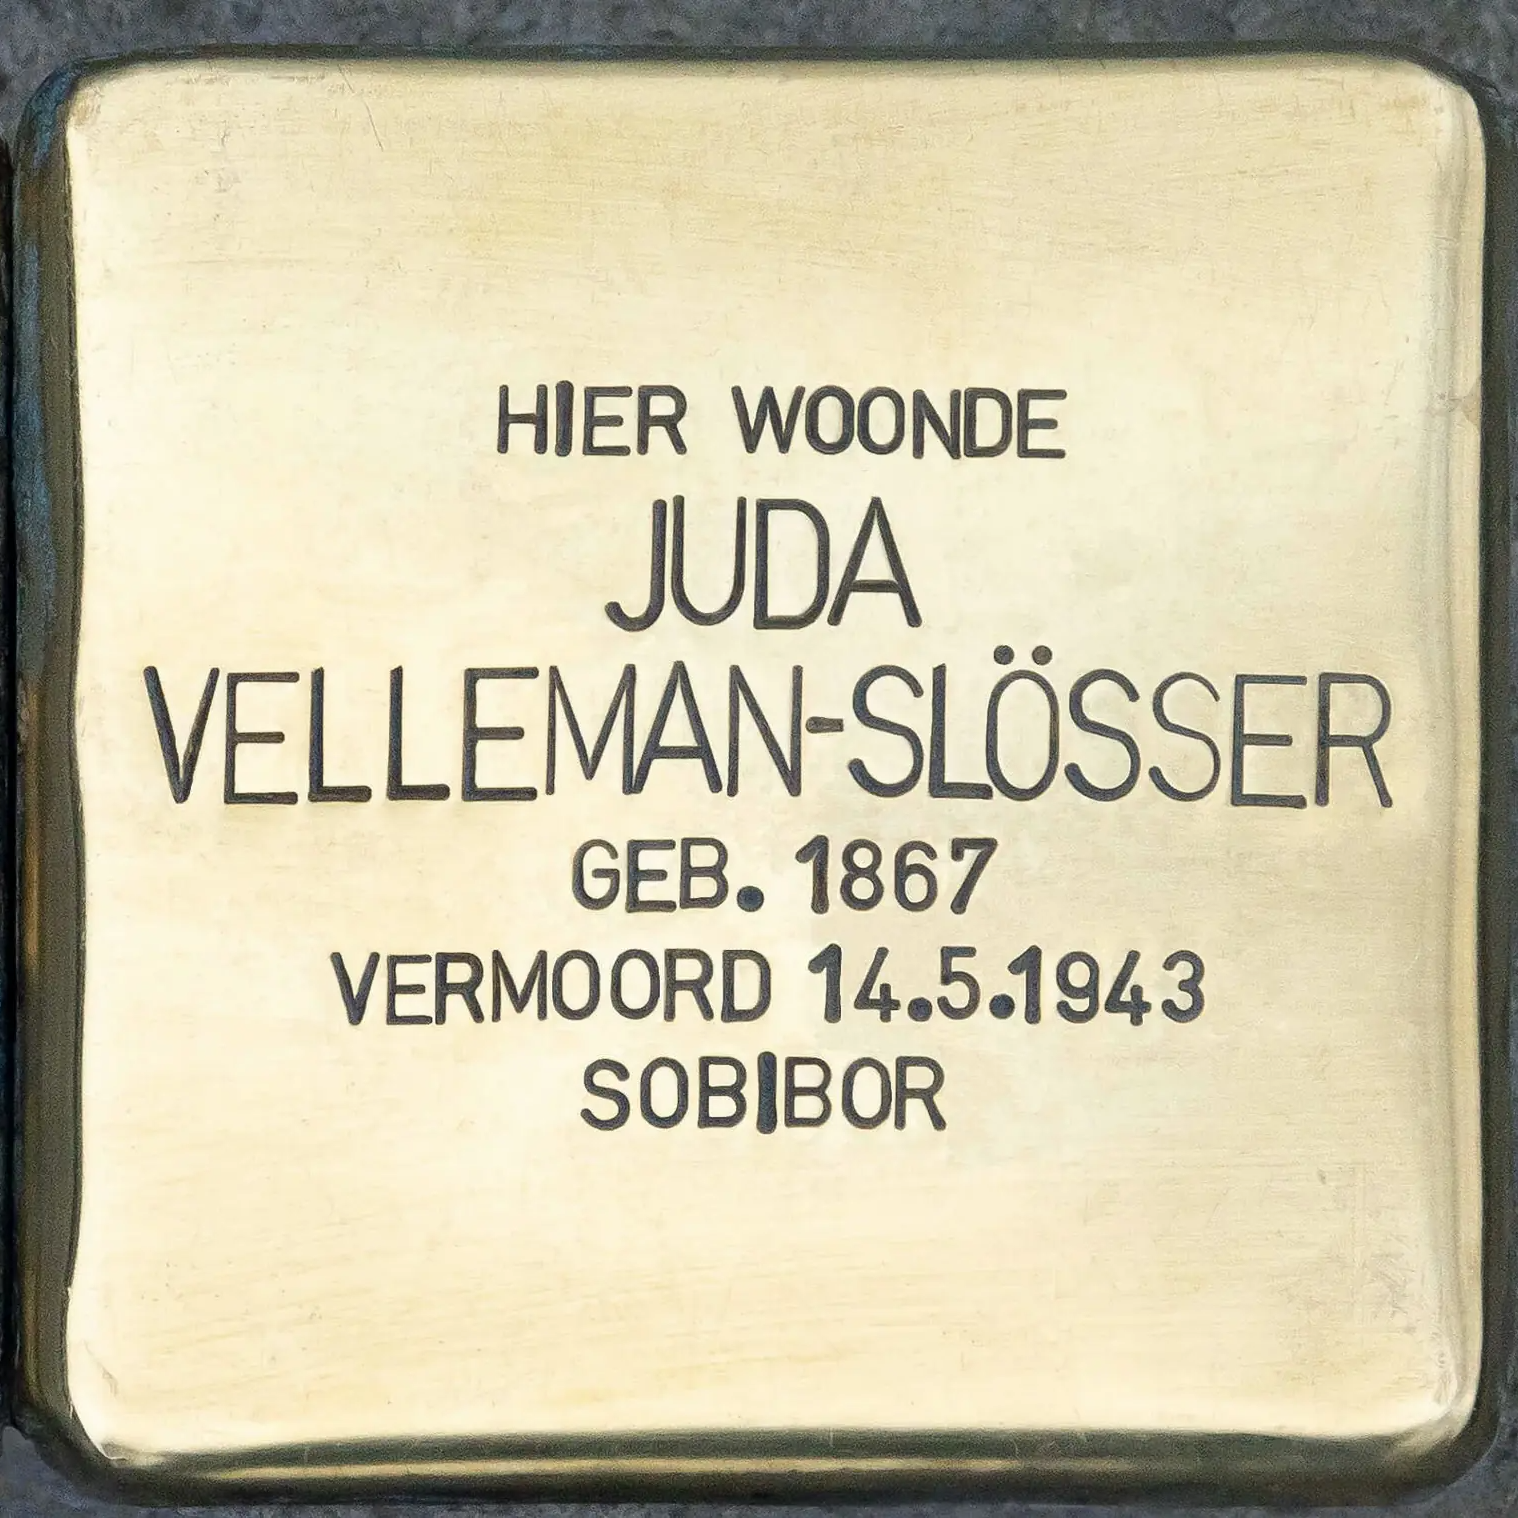 HIER WOONDE
JUDA
VELLEMAN-SLÖSSER
GEB. 1867
VERMOORD 14.5.1943
SOBIBOR